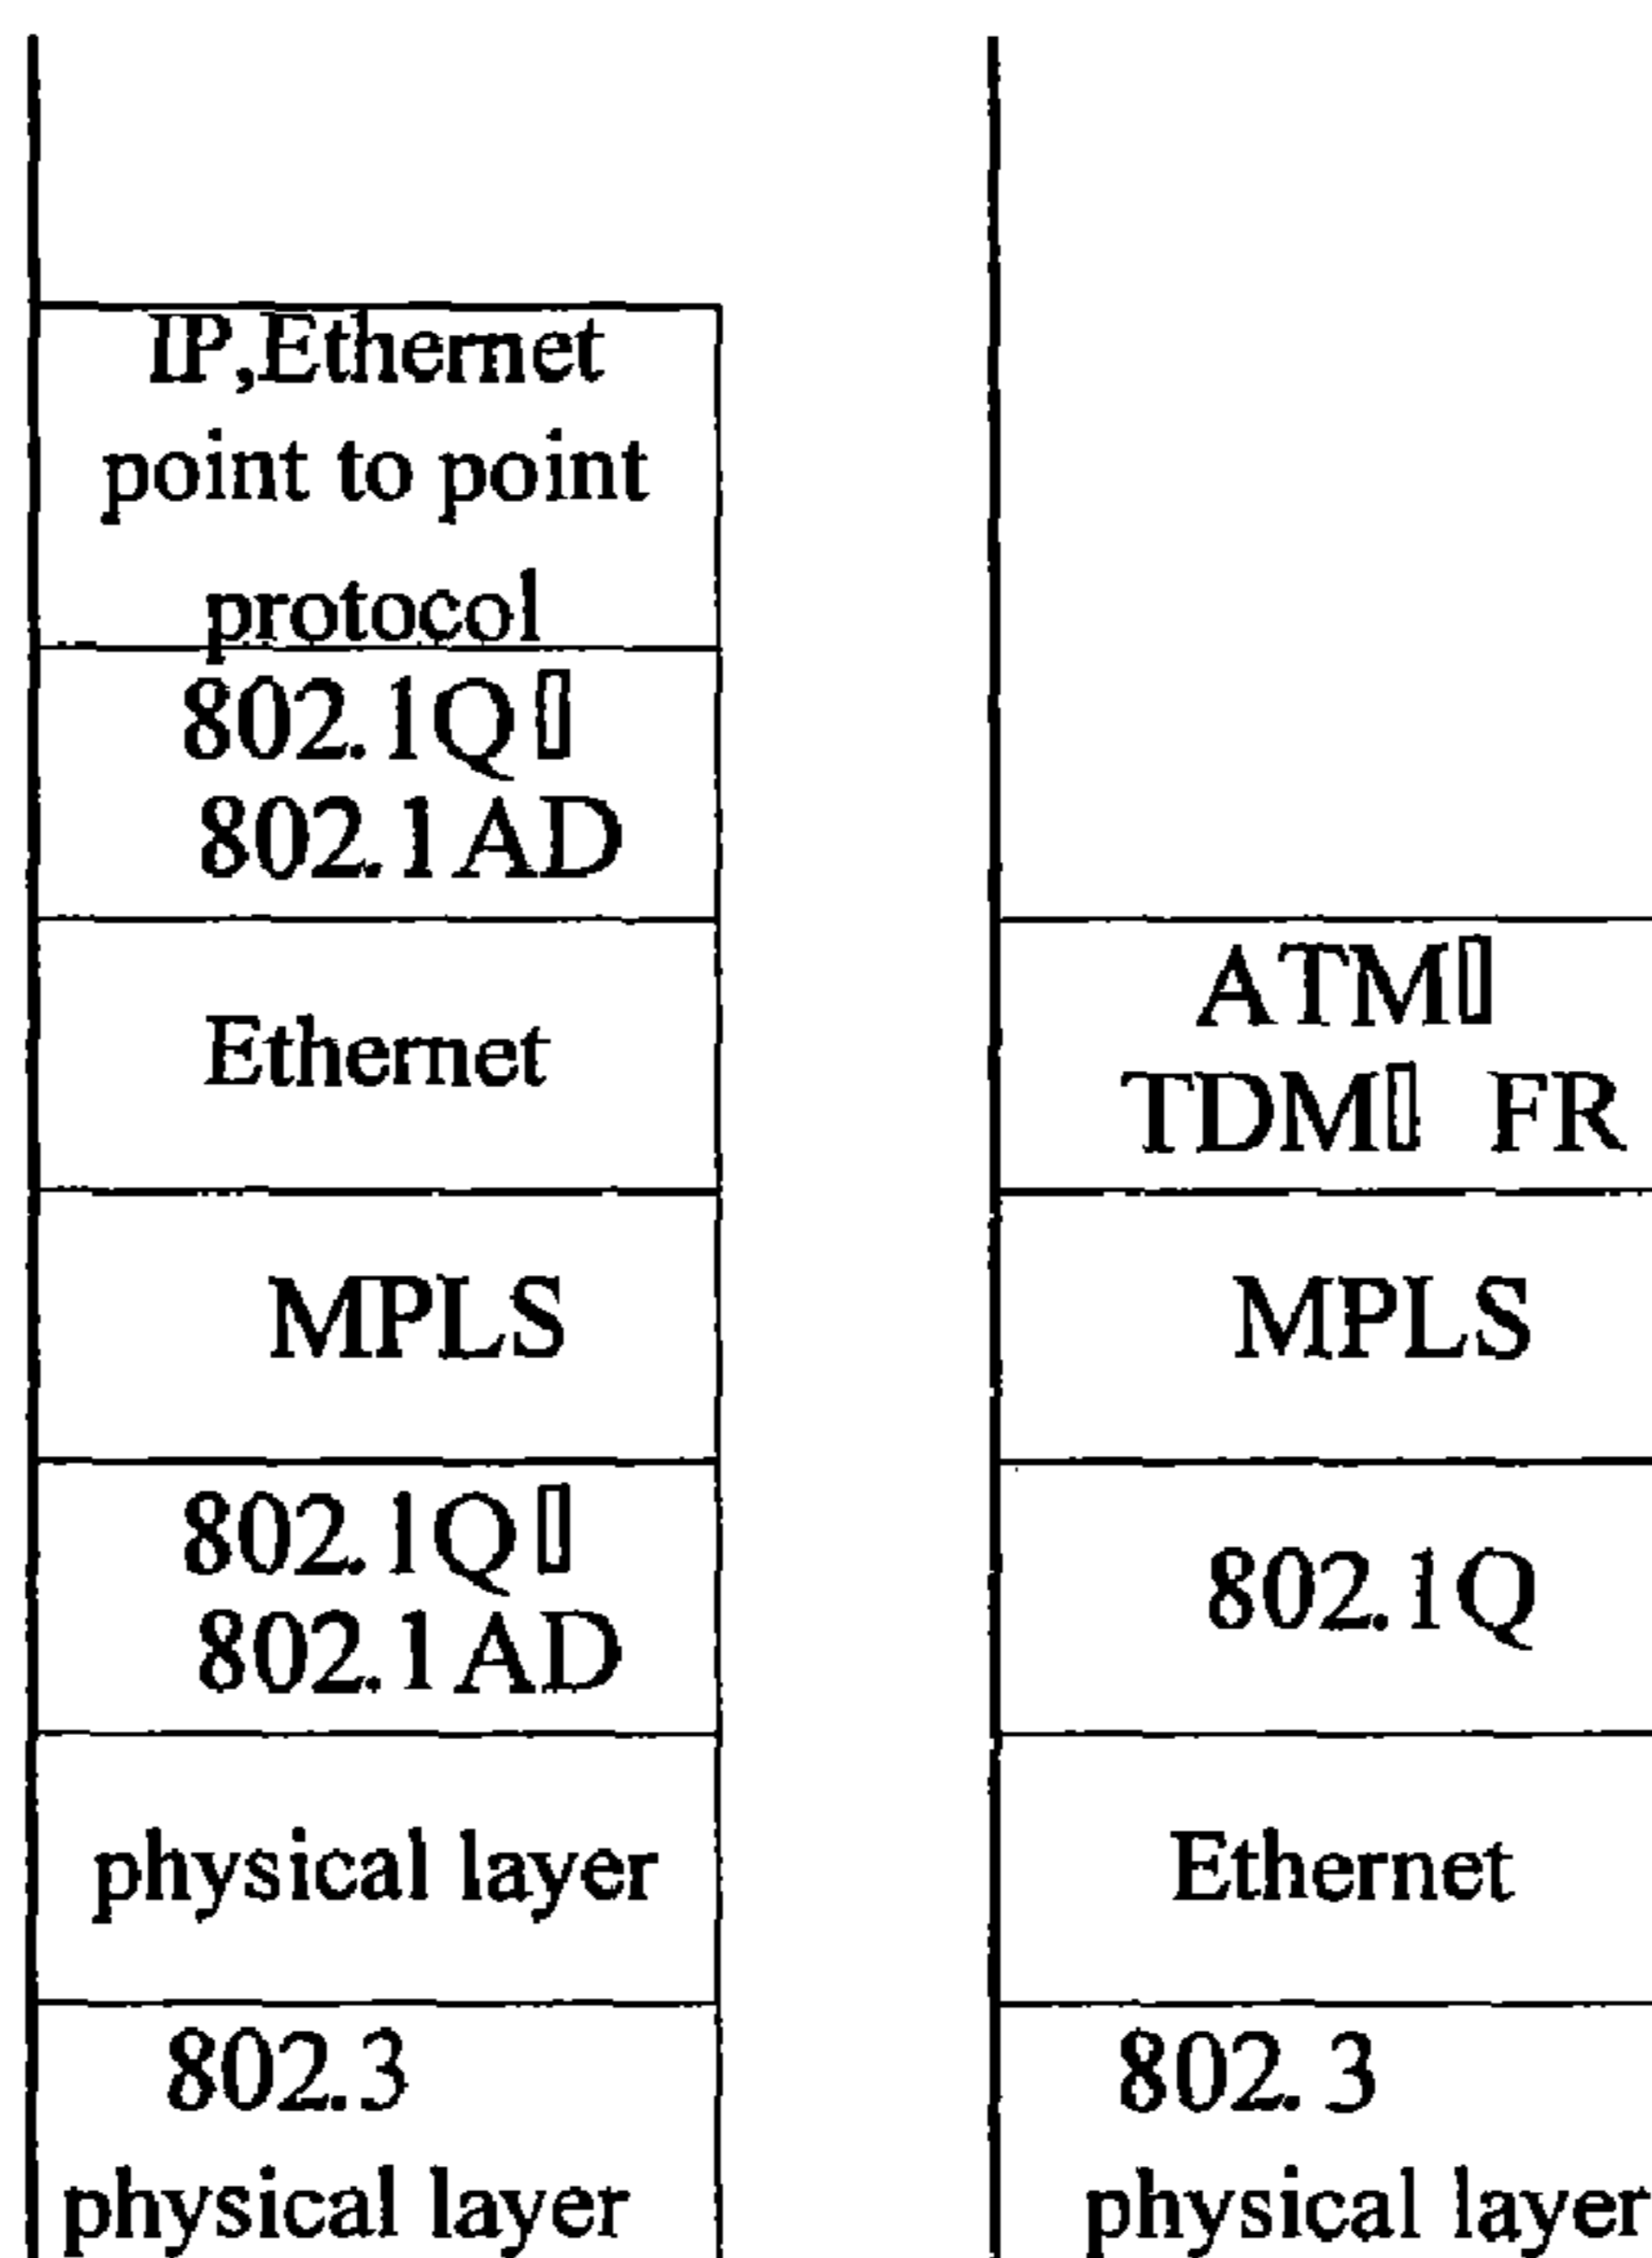 IP,Ethernet
point to point
protocol
802.1Q▯
802.1AD
Ethernet
MPLS
802.1Q▯
802.1AD
physical layer
802.3
physical layer
ATM▯
TDM▯ FR
MPLS
802.1Q
Ethernet
802.3
physical layer